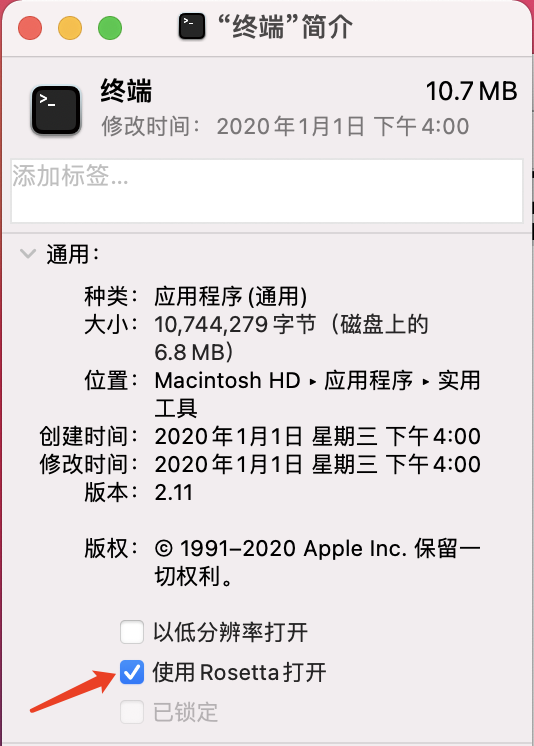 “终端”简介
终端 10.7 MB
修改时间： 2020年1月1日 下午4:00
添加标签...
通用：
种类： 应用程序 (通用)
大小： 10,744,279 字节（磁盘上的
6.8 MB）
位置： Macintosh HD ▸ 应用程序 ▸ 实用
工具
创建时间： 2020年1月1日 星期三 下午4:00
修改时间： 2020年1月1日 星期三 下午4:00
版本： 2.11
版权： © 1991–2020 Apple Inc. 保留一
切权利。
以低分辨率打开
使用Rosetta打开
已锁定